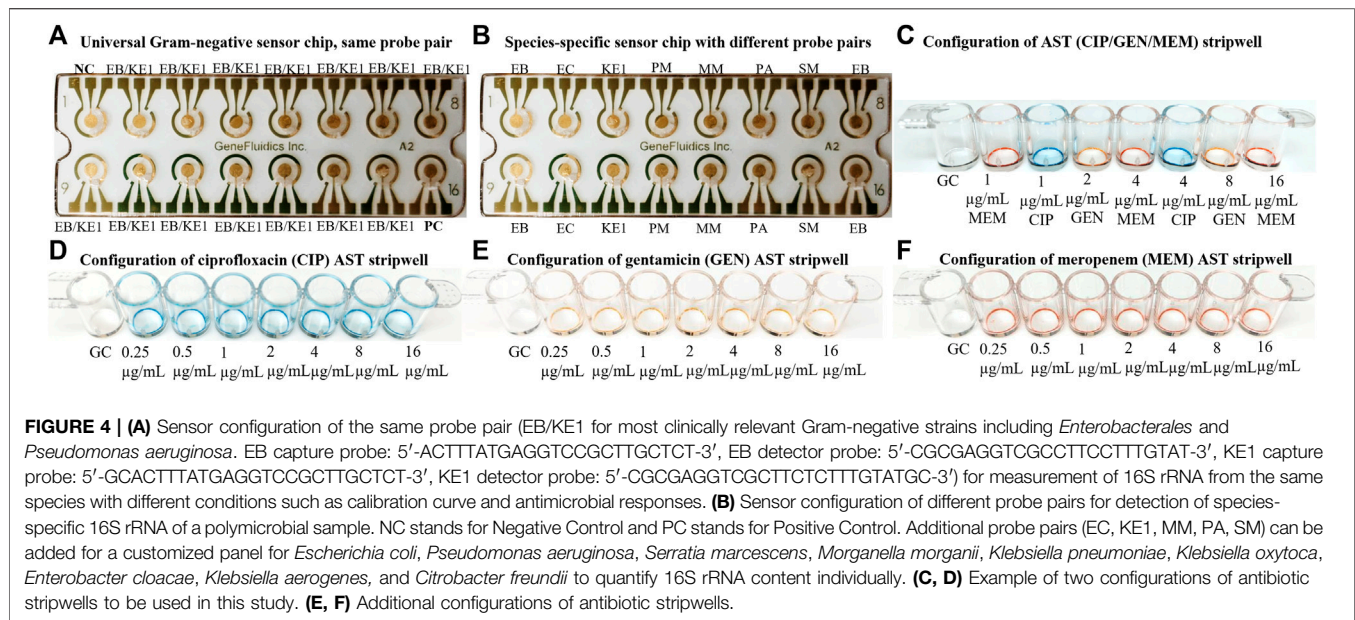 A Universal Gram-negative sensor chip, same probe pair
NC EB/KE1 EB/KE1 EB/KE1 EB/KE1 EB/KE1 EB/KE1 EB/KE1
1 8
GeneFluidics Inc. A2
9 16
EB/KE1 EB/KE1 EB/KE1 EB/KE1 EB/KE1 EB/KE1 EB/KE1 PC
B Species-specific sensor chip with different probe pairs
EB EC KE1 PM MM PA SM EB
1 8
GeneFluidics Inc. A2
9 16
EB EC KE1 PM MM PA SM EB
C Configuration of AST (CIP/GEN/MEM) stripwell
GC 1 1 2 4 4 8 16
µg/mL µg/mL µg/mL µg/mL µg/mL µg/mL µg/mL
MEM CIP GEN MEM CIP GEN MEM
D Configuration of ciprofloxacin (CIP) AST stripwell
GC 0.25 0.5 1 2 4 8 16
µg/mL µg/mL µg/mL µg/mL µg/mL µg/mL µg/mL
E Configuration of gentamicin (GEN) AST stripwell
GC 0.25 0.5 1 2 4 8 16
µg/mL µg/mL µg/mL µg/mL µg/mL µg/mL µg/mL
F Configuration of meropenem (MEM) AST stripwell
GC 0.25 0.5 1 2 4 8 16
µg/mL µg/mL µg/mL µg/mL µg/mL µg/mL µg/mL
FIGURE 4 | (A) Sensor configuration of the same probe pair (EB/KE1 for most clinically relevant Gram-negative strains including Enterobacterales and
Pseudomonas aeruginosa. EB capture probe: 5′-ACTTTATGAGGTCCGCTTGCTCT-3′, EB detector probe: 5′-CGCGAGGTCGCCTTCCTTTGTAT-3′, KE1 capture
probe: 5′-GCACTTTATGAGGTCCGCTTGCTCT-3′, KE1 detector probe: 5′-CGCGAGGTCGCTTCTCTTTGTATGC-3′) for measurement of 16S rRNA from the same
species with different conditions such as calibration curve and antimicrobial responses. (B) Sensor configuration of different probe pairs for detection of species-
specific 16S rRNA of a polymicrobial sample. NC stands for Negative Control and PC stands for Positive Control. Additional probe pairs (EC, KE1, MM, PA, SM) can be
added for a customized panel for Escherichia coli, Pseudomonas aeruginosa, Serratia marcescens, Morganella morganii, Klebsiella pneumoniae, Klebsiella oxytoca,
Enterobacter cloacae, Klebsiella aerogenes, and Citrobacter freundii to quantify 16S rRNA content individually. (C, D) Example of two configurations of antibiotic
stripwells to be used in this study. (E, F) Additional configurations of antibiotic stripwells.